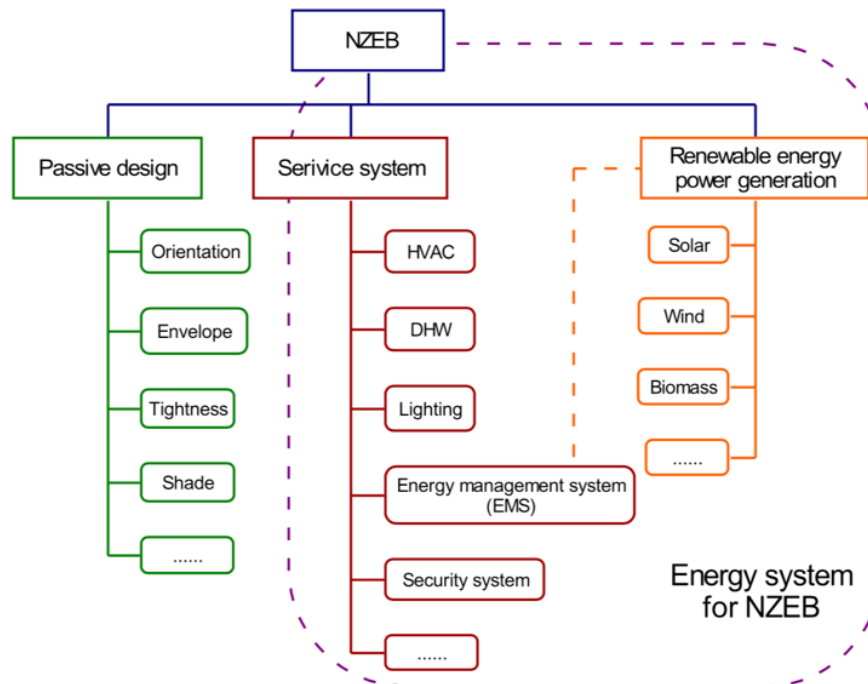 NZEB
Passive design
Serivice system
Renewable energy
power generation
Orientation
Envelope
Tightness
Shade
......
HVAC
DHW
Lighting
Energy management system
(EMS)
Security system
......
Solar
Wind
Biomass
......
Energy system
for NZEB